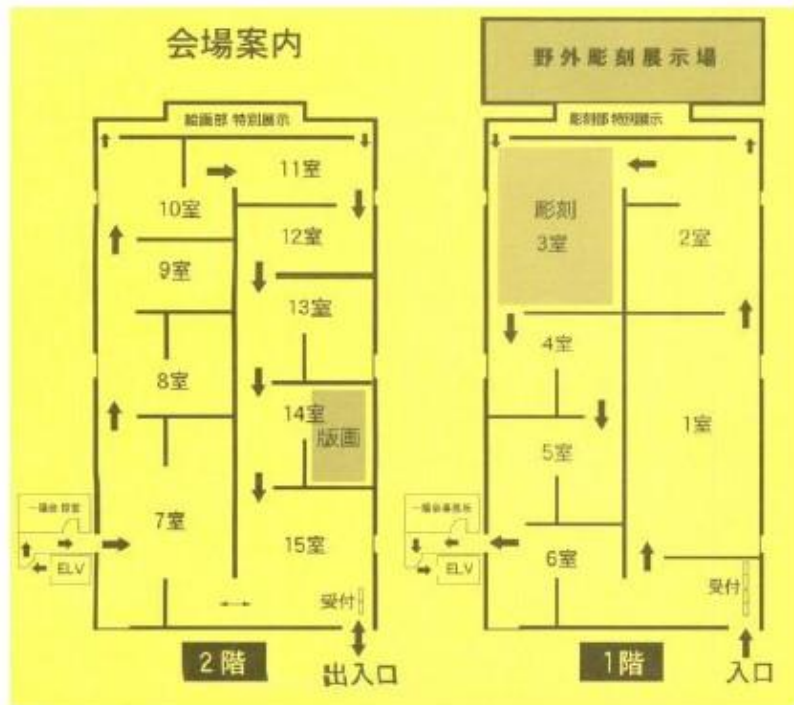 会場案内
野外彫刻展示場
絵画部 特別展示
11室
10室
12室
9室
13室
8室
14室
版画
7室
15室
ELV
受付
2階
出入口
彫刻部特別展示
彫刻
3室
2室
4室
1室
5室
6室
ELV
受付
1階
入口